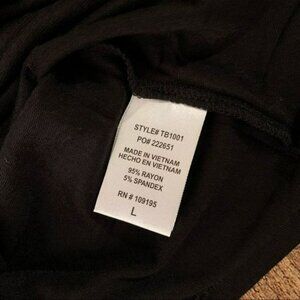 STYLE# TB1001
PO# 222651
MADE IN VIETNAM
HECHO EN VIETNAM
95% RAYON
5% SPANDEX
RN # 109195
L